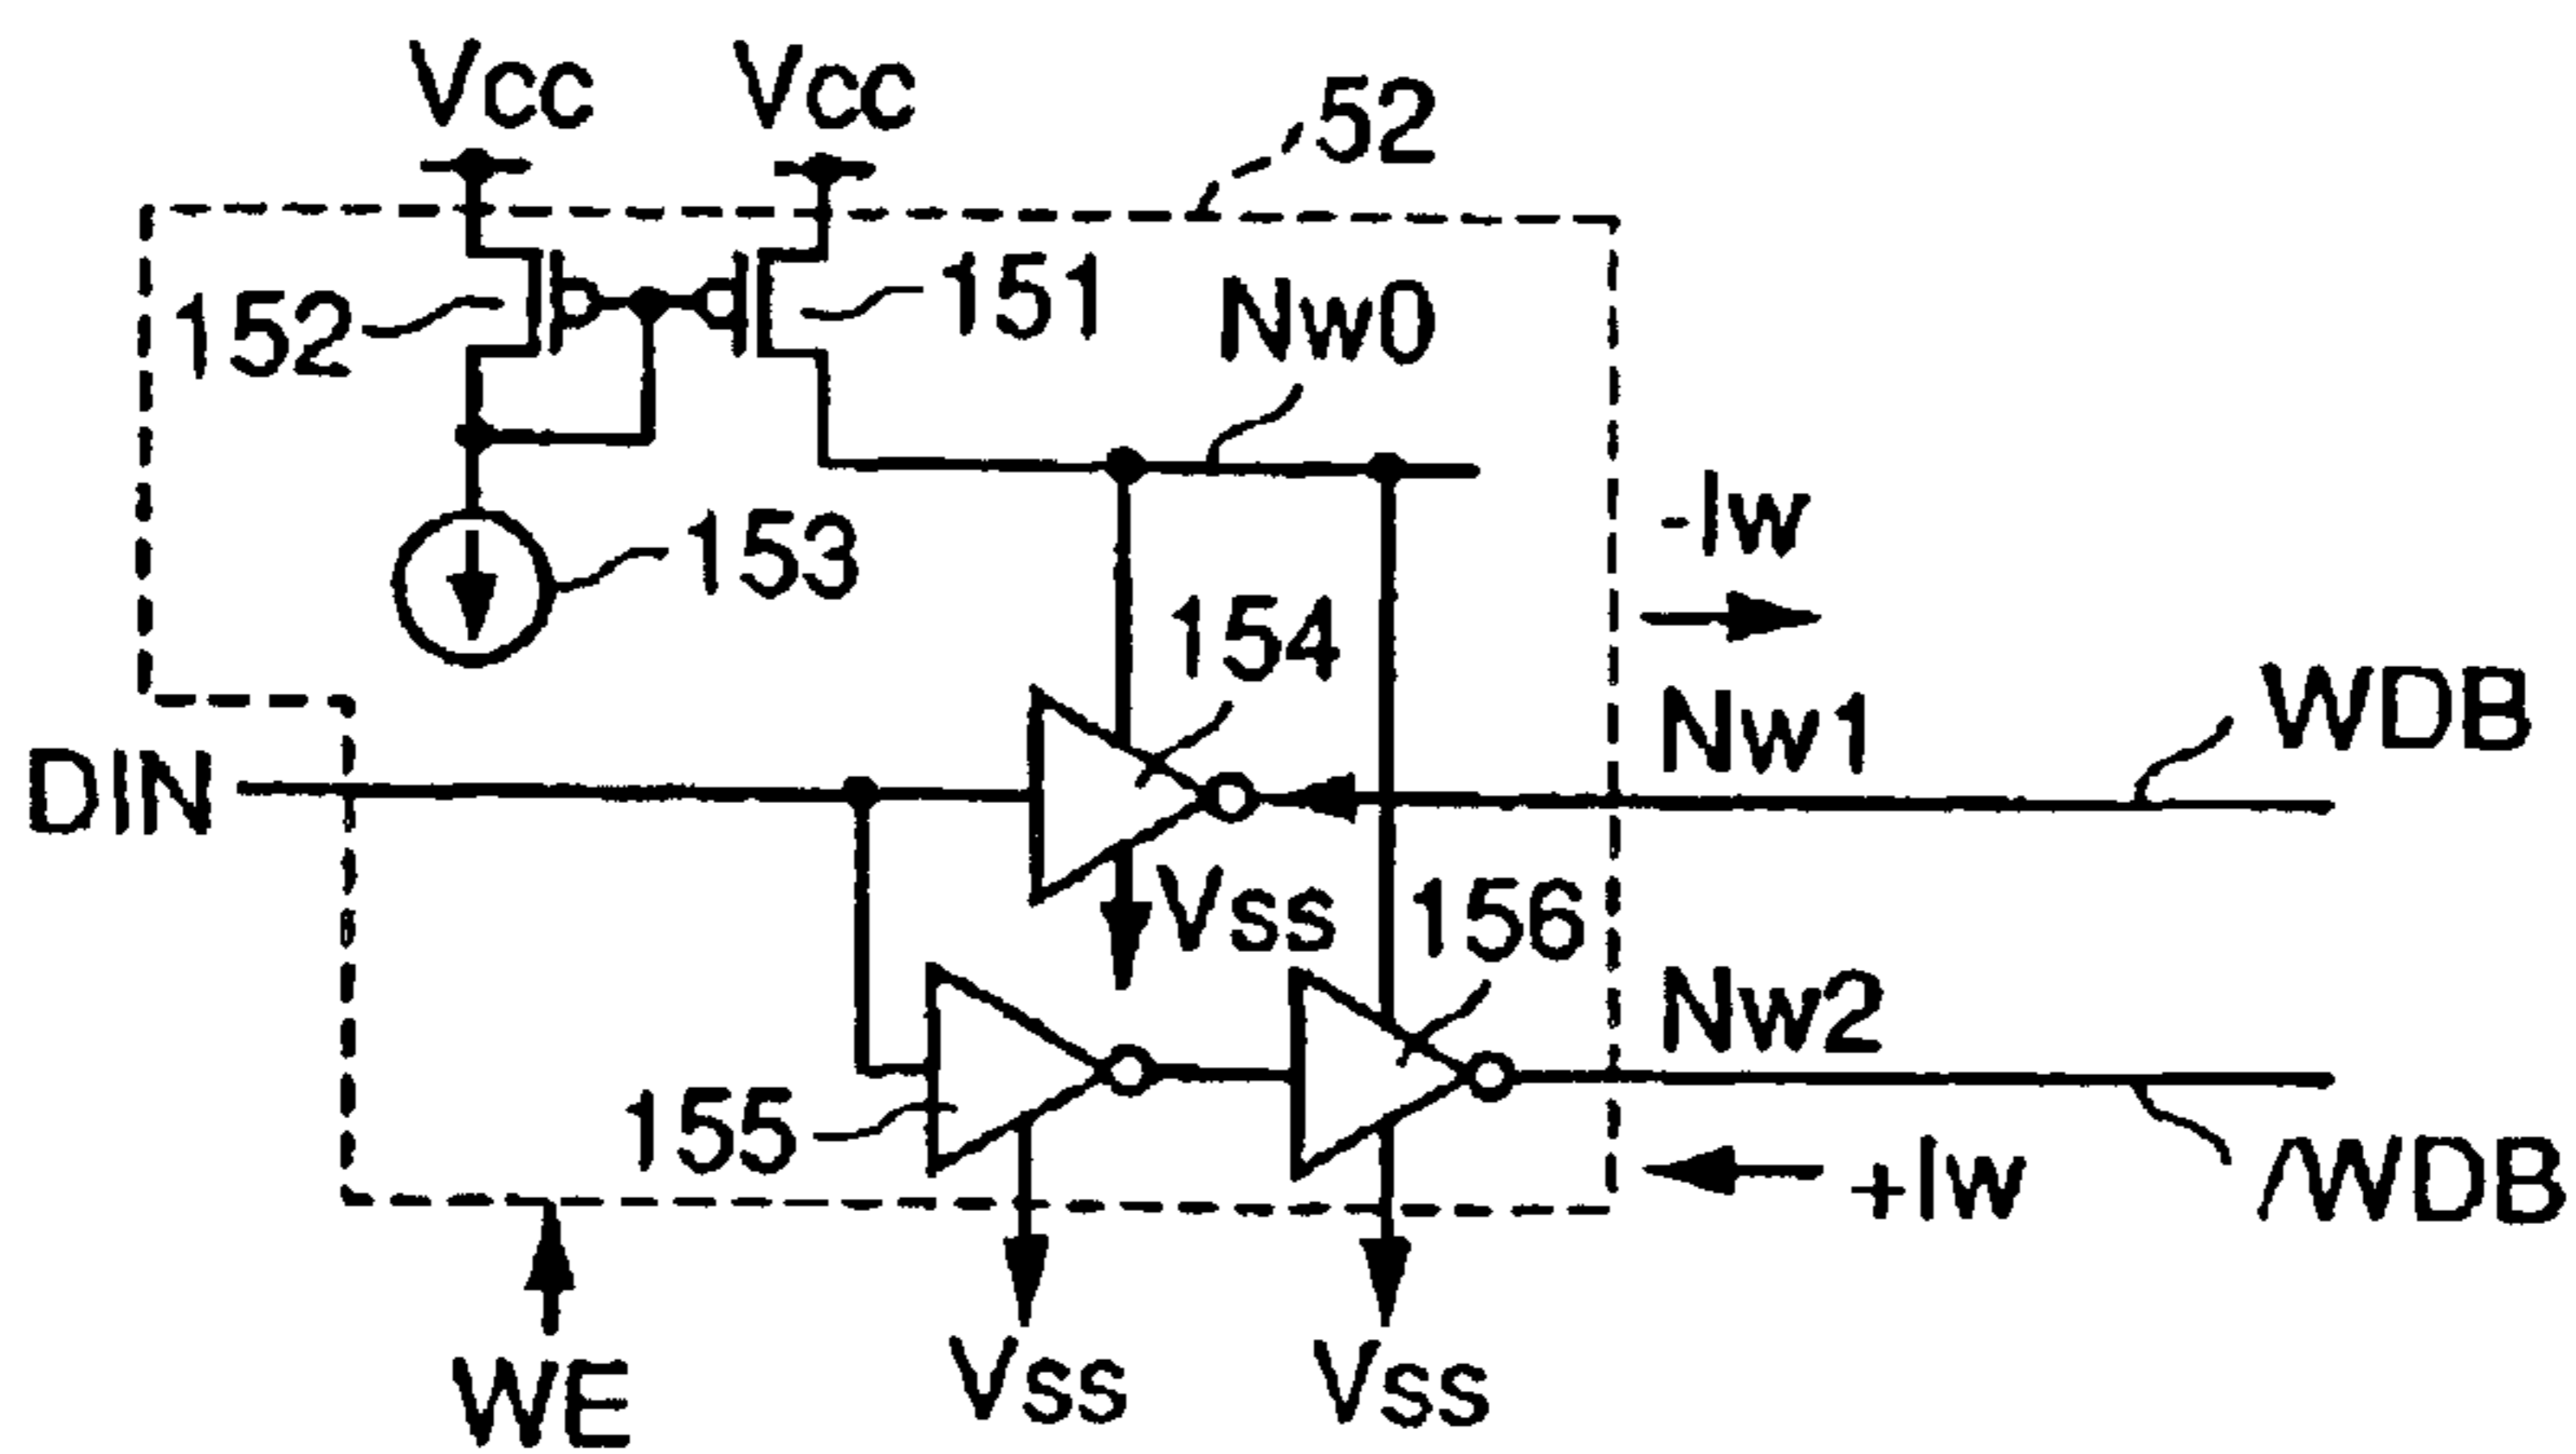 Vcc
Vcc
52
152
151
Nw0
153
-Iw
154
Nw1
WDB
DIN
Vss
156
Nw2
155
+Iw
/WDB
WE
Vss
Vss